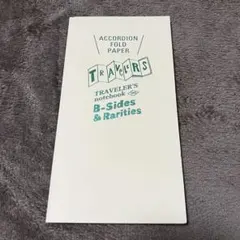 ACCORDION
FOLD
PAPER
TRAVELERS
TRAVELER'S
notebook
B-Sides
& Rarities